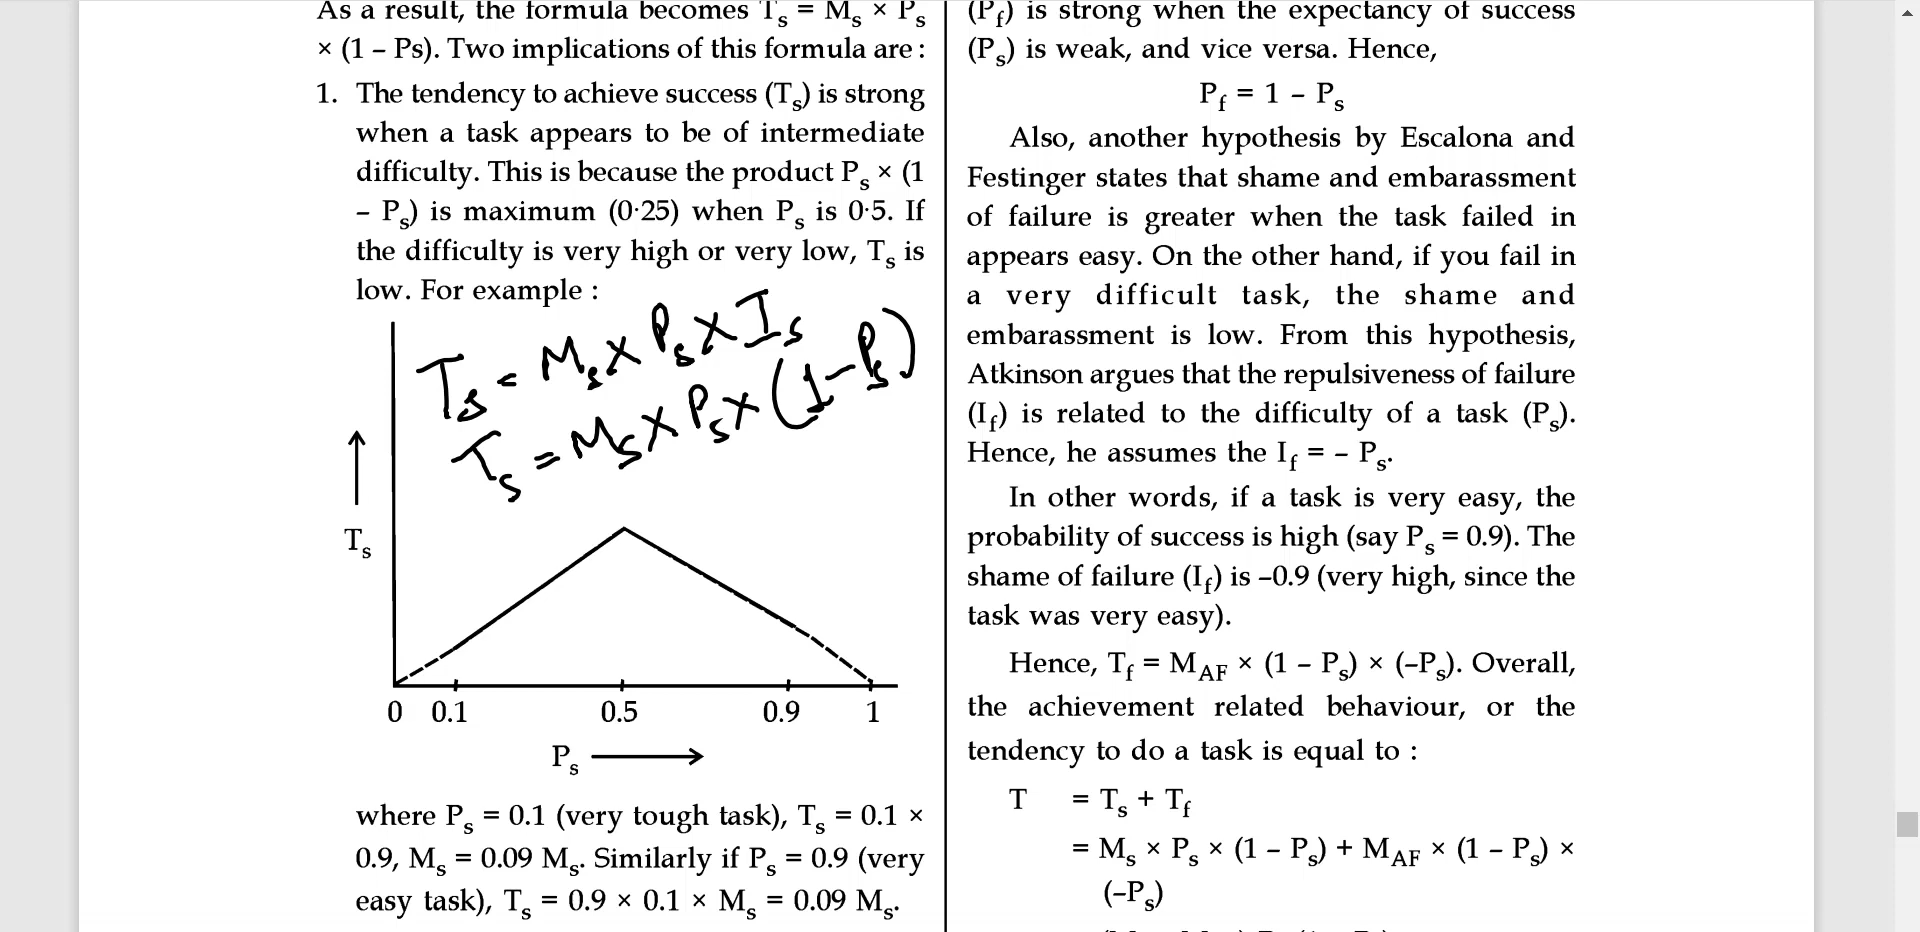 As a result, the formula becomes Tₛ = Mₛ × Pₛ
× (1 – Ps). Two implications of this formula are :
1. The tendency to achieve success (Tₛ) is strong
when a task appears to be of intermediate
difficulty. This is because the product Pₛ × (1
– Pₛ) is maximum (0·25) when Pₛ is 0·5. If
the difficulty is very high or very low, Tₛ is
low. For example :
Tₛ = Mₛ × Pₛ × Iₛ
Tₛ = Mₛ × Pₛ × (1 – Pₛ)
Tₛ
0 0.1 0.5 0.9 1
Pₛ
where Pₛ = 0.1 (very tough task), Tₛ = 0.1 ×
0.9, Mₛ = 0.09 Mₛ. Similarly if Pₛ = 0.9 (very
easy task), Tₛ = 0.9 × 0.1 × Mₛ = 0.09 Mₛ.
(P_f) is strong when the expectancy of success
(Pₛ) is weak, and vice versa. Hence,
P_f = 1 – Pₛ
Also, another hypothesis by Escalona and
Festinger states that shame and embarassment
of failure is greater when the task failed in
appears easy. On the other hand, if you fail in
a very difficult task, the shame and
embarassment is low. From this hypothesis,
Atkinson argues that the repulsiveness of failure
(I_f) is related to the difficulty of a task (Pₛ).
Hence, he assumes the I_f = – Pₛ.
In other words, if a task is very easy, the
probability of success is high (say Pₛ = 0.9). The
shame of failure (I_f) is –0.9 (very high, since the
task was very easy).
Hence, T_f = M_AF × (1 – Pₛ) × (–Pₛ). Overall,
the achievement related behaviour, or the
tendency to do a task is equal to :
T = Tₛ + T_f
= Mₛ × Pₛ × (1 – Pₛ) + M_AF × (1 – Pₛ) ×
(–Pₛ)